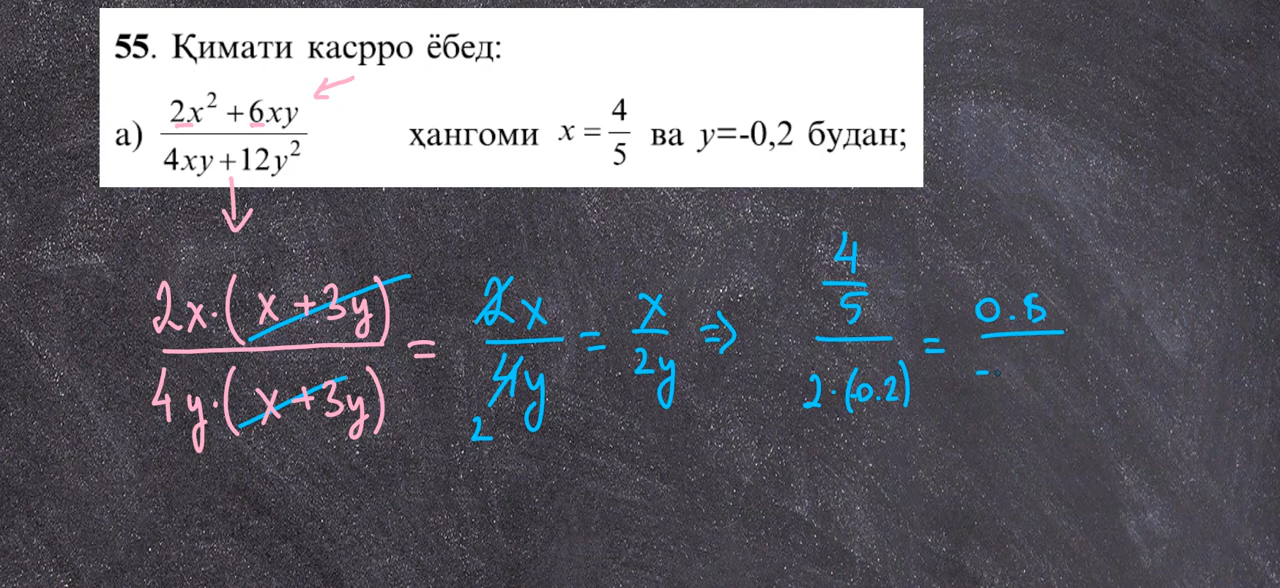 55. Қимати касрро ёбед:
а) (2x² + 6xy)/(4xy + 12y²) ҳангоми x = 4/5 ва y=-0,2 будан;
(2x·(x + 3y))/(4y·(x + 3y)) = 2x/4y 2 = x/2y => (4/5)/(2·(-0.2)) = 0.8/-